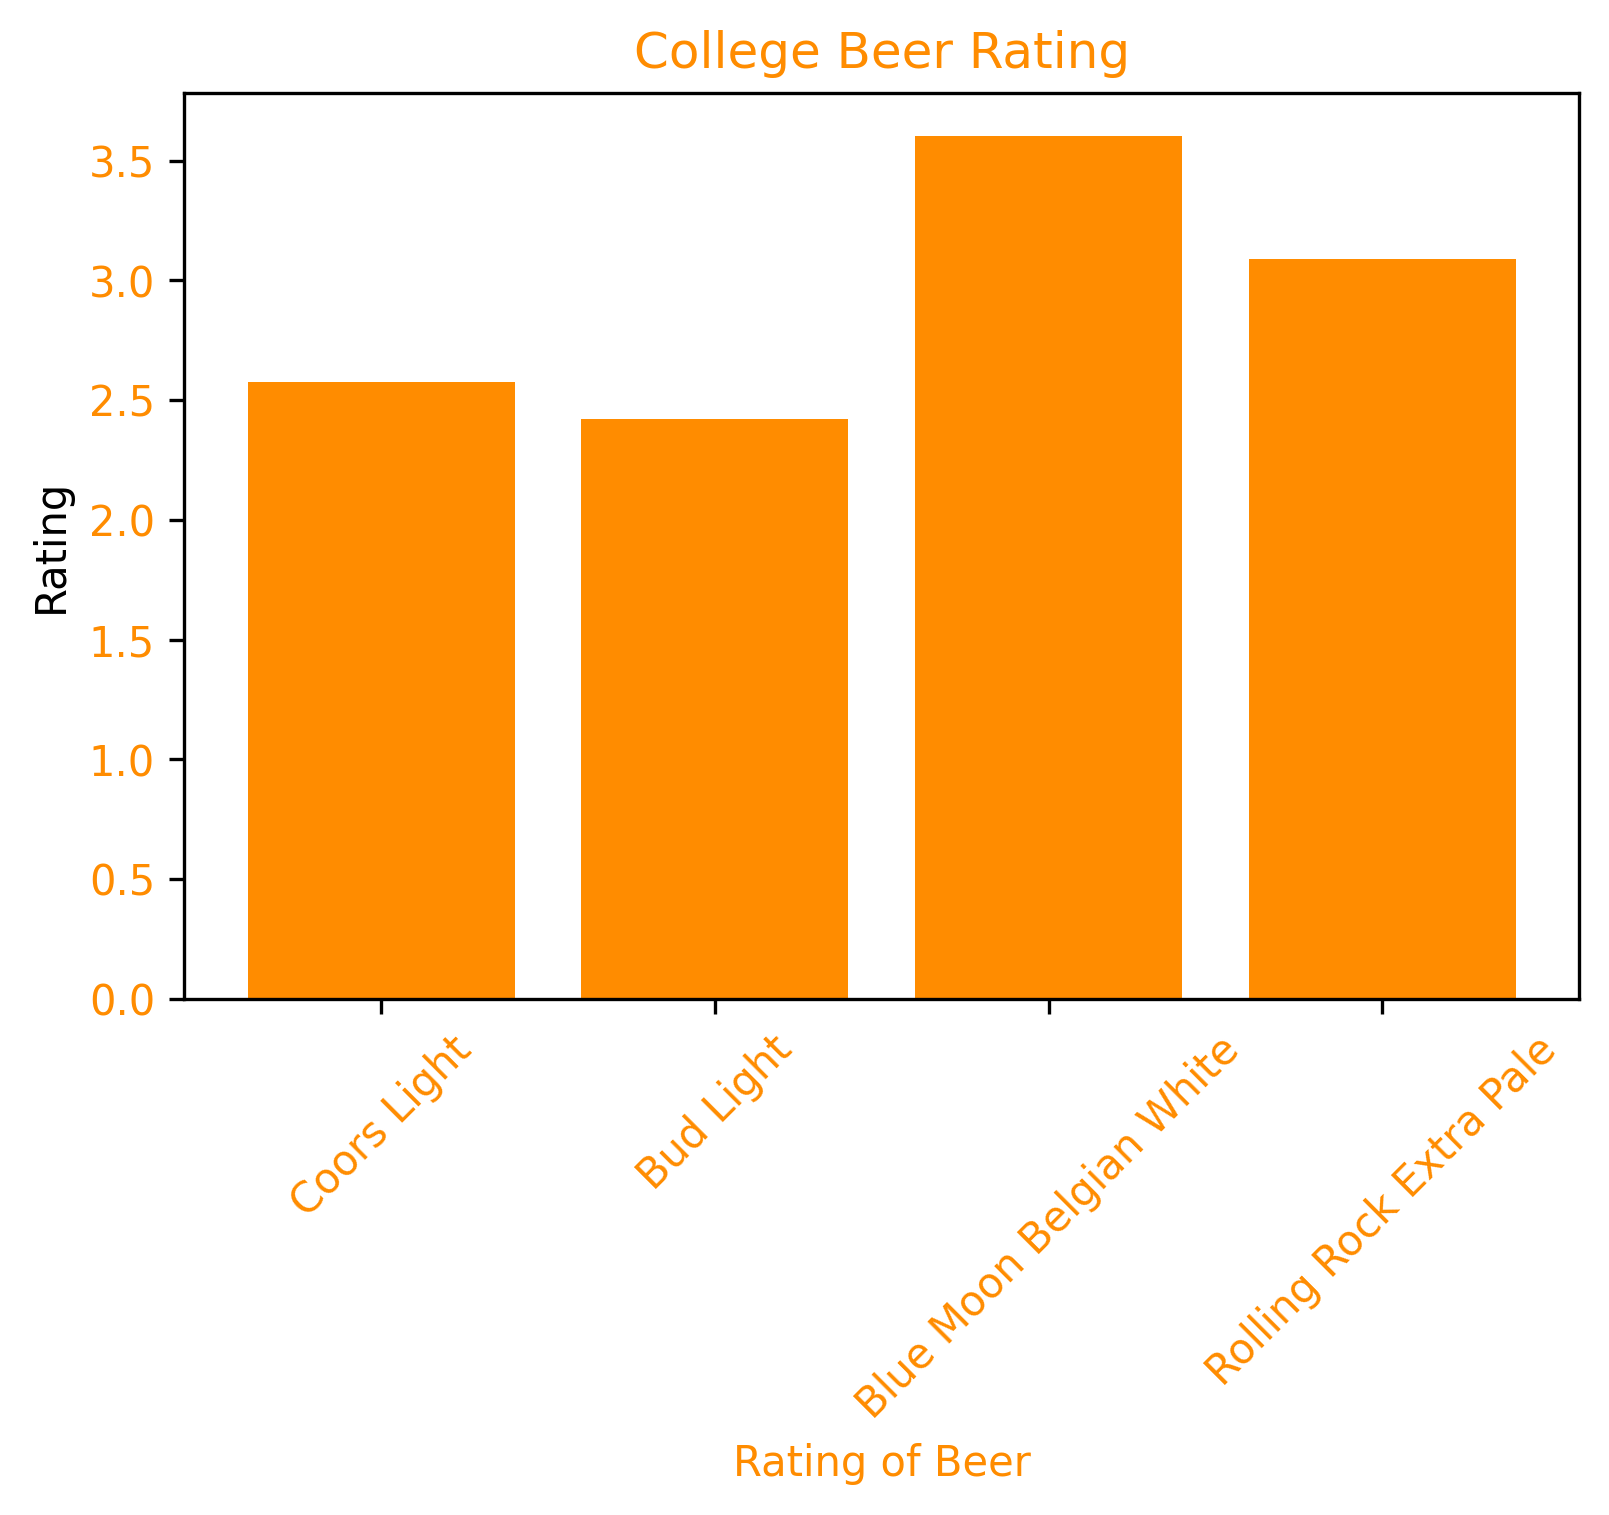 College Beer Rating
Rating
3.5
3.0
2.5
2.0
1.5
1.0
0.5
0.0
Coors Light
Bud Light
Blue Moon Belgian White
Rolling Rock Extra Pale
Rating of Beer